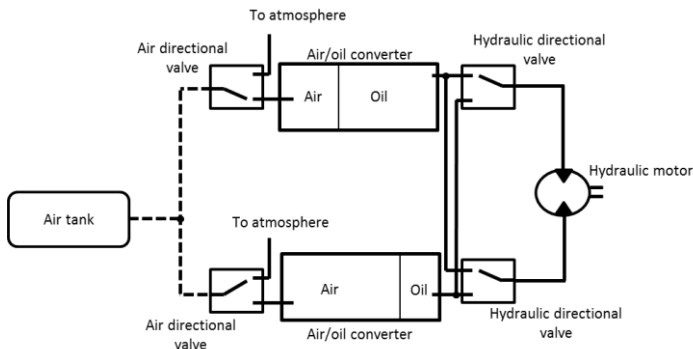 To atmosphere
Air directional
valve
Air/oil converter
Hydraulic directional
valve
Air
Oil
Hydraulic motor
Air tank
To atmosphere
Air
Oil
Air directional
valve
Air/oil converter
Hydraulic directional
valve